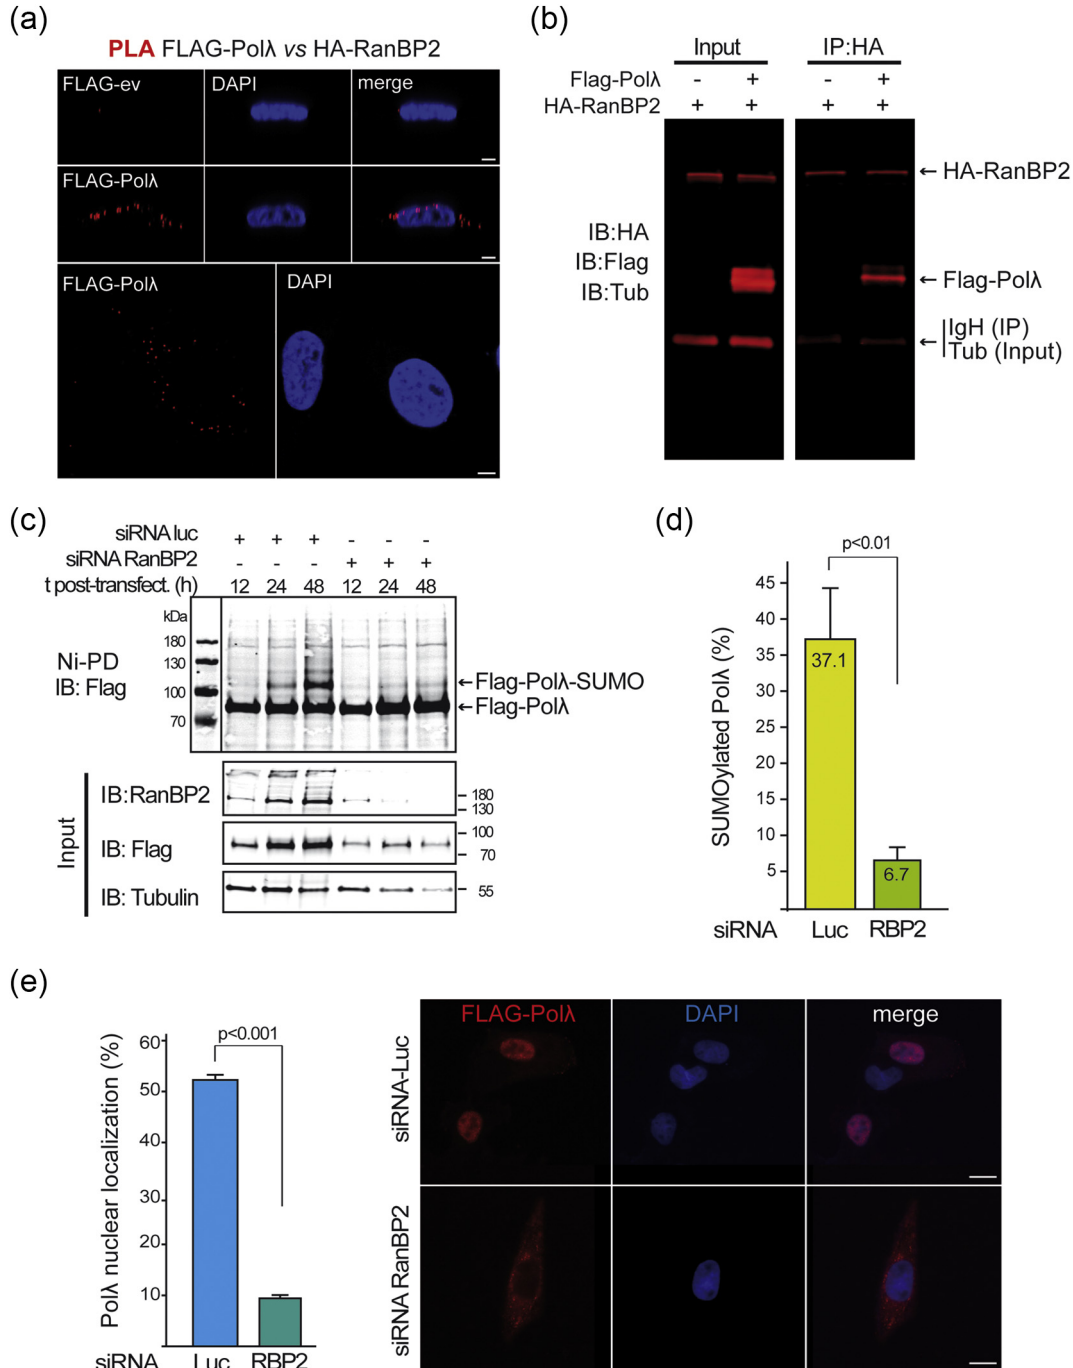 (a)
PLA FLAG-Polλ vs HA-RanBP2
FLAG-ev DAPI merge
FLAG-Polλ
FLAG-Polλ DAPI
(b)
Input IP:HA
Flag-Polλ - + - +
HA-RanBP2 + + + +
IB:HA
IB:Flag
IB:Tub
← HA-RanBP2
← Flag-Polλ
← IgH (IP)
Tub (Input)
(c)
siRNA luc + + + - - -
siRNA RanBP2 - - - + + +
t post-transfect. (h) 12 24 48 12 24 48
kDa
180
130
100
70
Ni-PD
IB: Flag
←Flag-Polλ-SUMO
←Flag-Polλ
Input
IB:RanBP2
180
130
IB: Flag
100
70
IB: Tubulin
55
(d)
p<0.01
SUMOylated Polλ (%)
45
40
35
30
25
20
15
10
5
37.1
6.7
siRNA Luc RBP2
(e)
p<0.001
Polλ nuclear localization (%)
60
50
40
30
20
10
siRNA Luc RBP2
FLAG-Polλ DAPI merge
siRNA-Luc
siRNA RanBP2